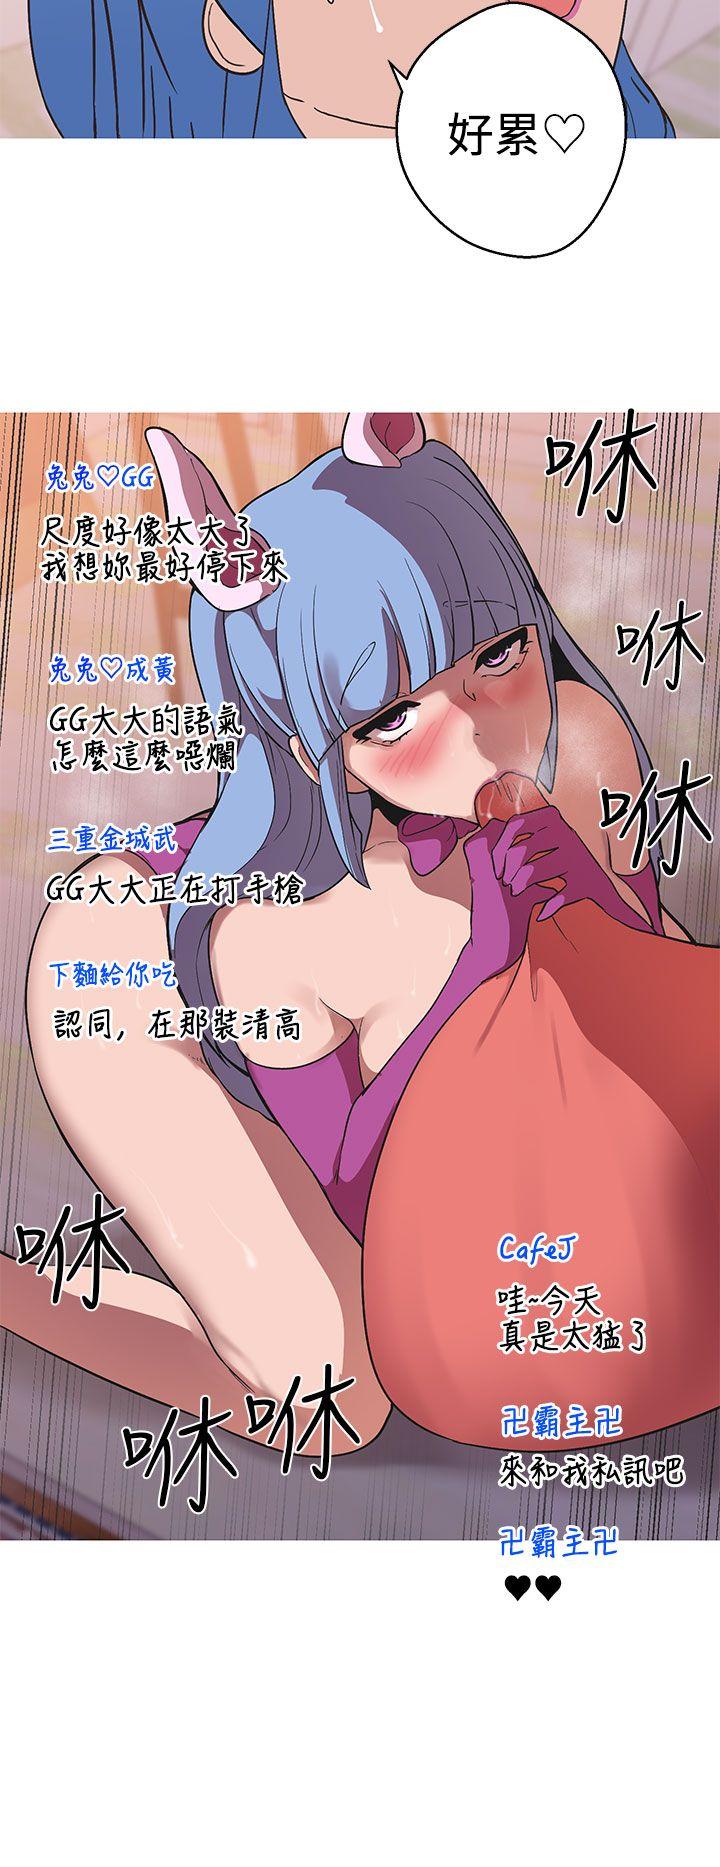 好累♡
咻
兔兔♡GG
尺度好像太大了
我想妳最好停下來
咻
兔兔♡成黃
GG大大的語氣
怎麼這麼噁爛
咻
三重金城武
GG大大正在打手槍
下麵給你吃
認同, 在那裝清高
咻
CafeJ
哇~今天
真是太猛了
咻
咻
卍霸主卍
來和我私訊吧
卍霸主卍
♥♥